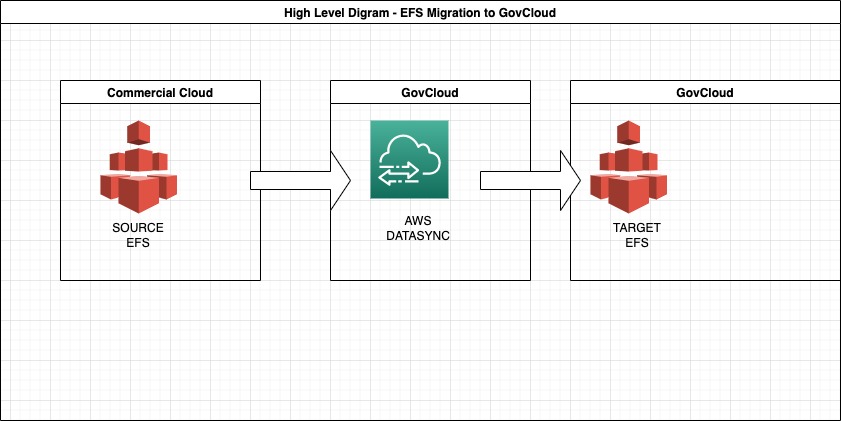 High Level Digram - EFS Migration to GovCloud
Commercial Cloud
GovCloud
GovCloud
SOURCE
EFS
AWS
DATASYNC
TARGET
EFS